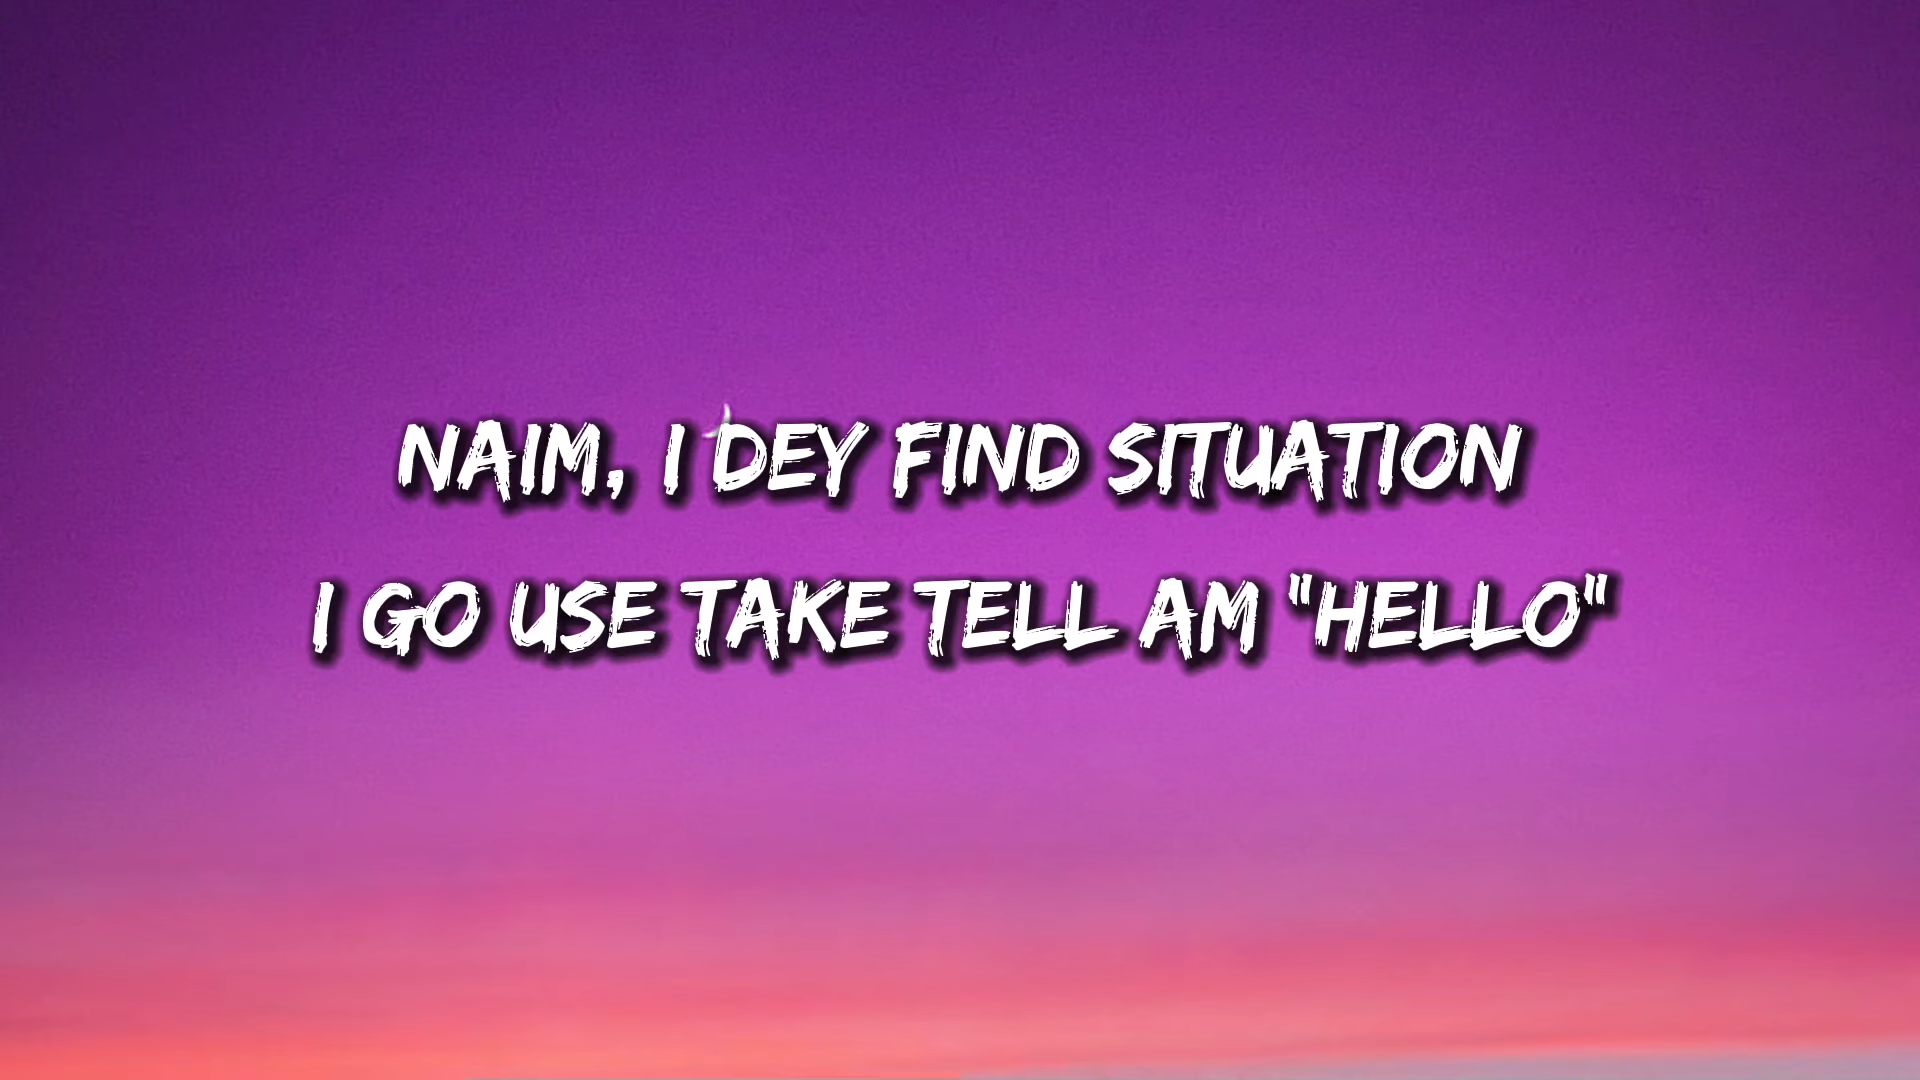 NAIM, I DEY FIND SITUATION
I GO USE TAKE TELL AM "HELLO"